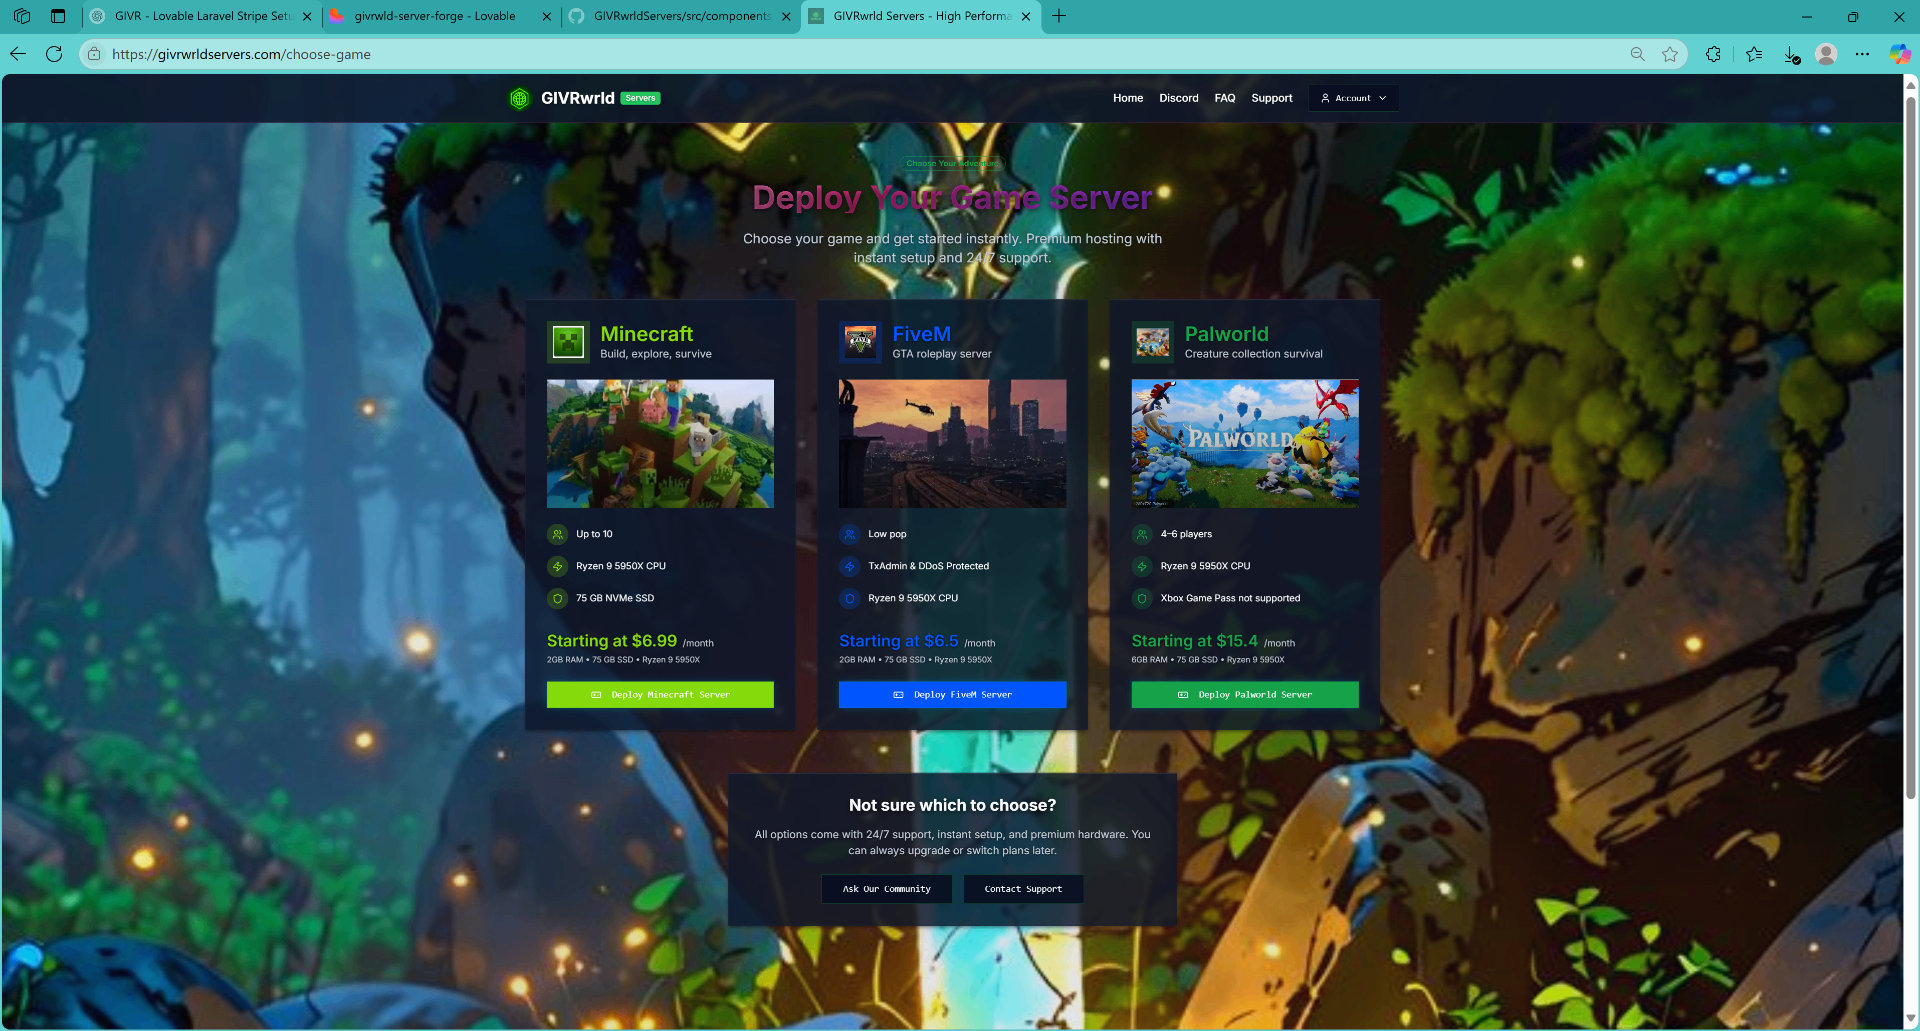 GIVR - Lovable Laravel Stripe Setu
givrwld-server-forge - Lovable
GIVRwrldServers/src/components
GIVRwrld Servers - High Performa
https://givrwrldservers.com/choose-game
GIVRwrld Servers
Home Discord FAQ Support Account
Choose Your Adventure
Deploy Your Game Server
Choose your game and get started instantly. Premium hosting with
instant setup and 24/7 support.
Minecraft
Build, explore, survive
Up to 10
Ryzen 9 5950X CPU
75 GB NVMe SSD
Starting at $6.99 /month
2GB RAM • 75 GB SSD • Ryzen 9 5950X
Deploy Minecraft Server
FiveM
GTA roleplay server
Low pop
TxAdmin & DDoS Protected
Ryzen 9 5950X CPU
Starting at $6.5 /month
2GB RAM • 75 GB SSD • Ryzen 9 5950X
Deploy FiveM Server
Palworld
Creature collection survival
PALWORLD
4–6 players
Ryzen 9 5950X CPU
Xbox Game Pass not supported
Starting at $15.4 /month
6GB RAM • 75 GB SSD • Ryzen 9 5950X
Deploy Palworld Server
Not sure which to choose?
All options come with 24/7 support, instant setup, and premium hardware. You
can always upgrade or switch plans later.
Ask Our Community
Contact Support